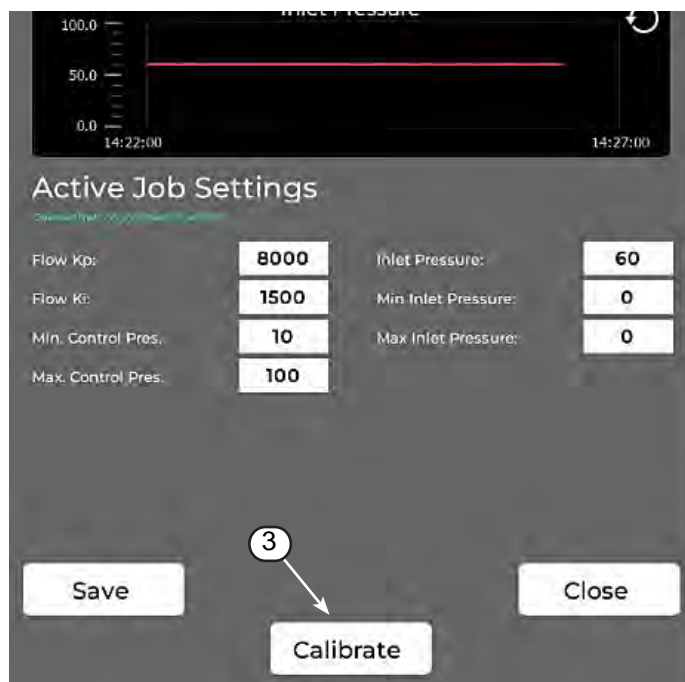 Inlet Pressure
100.0
50.0
0.0
14:22:00 14:27:00
Active Job Settings
Flow Kp: 8000 Inlet Pressure: 60
Flow Ki: 1500 Min Inlet Pressure: 0
Min. Control Pres. 10 Max Inlet Pressure: 0
Max. Control Pres. 100
3
Save Close
Calibrate